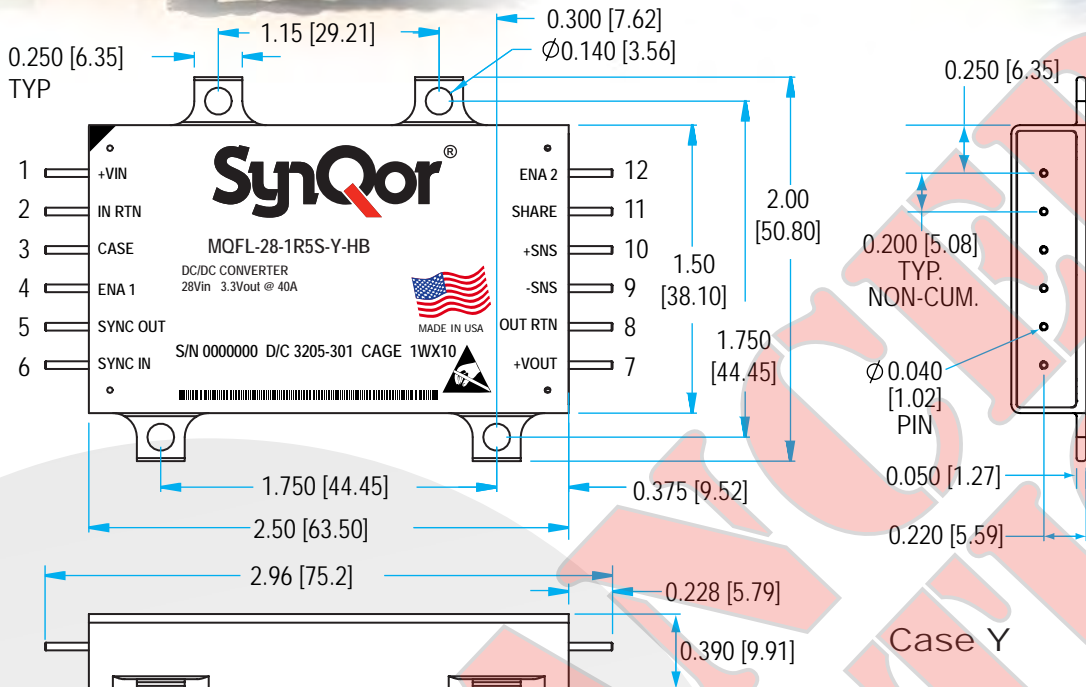 0.300 [7.62]
1.15 [29.21]
Ø0.140 [3.56]
0.250 [6.35]
TYP
0.250 [6.35]
SynQor®
1 +VIN
2 IN RTN
3 CASE
4 ENA 1
5 SYNC OUT
6 SYNC IN
ENA 2 12
SHARE 11
+SNS 10
-SNS 9
OUT RTN 8
+VOUT 7
MQFL-28-1R5S-Y-HB
DC/DC CONVERTER
28Vin 3.3Vout @ 40A
MADE IN USA
S/N 0000000 D/C 3205-301 CAGE 1WX10
2.00
[50.80]
1.50
[38.10]
1.750
[44.45]
0.200 [5.08]
TYP.
NON-CUM.
Ø0.040
[1.02]
PIN
0.050 [1.27]
0.220 [5.59]
1.750 [44.45]
0.375 [9.52]
2.50 [63.50]
2.96 [75.2]
0.228 [5.79]
0.390 [9.91]
Case Y